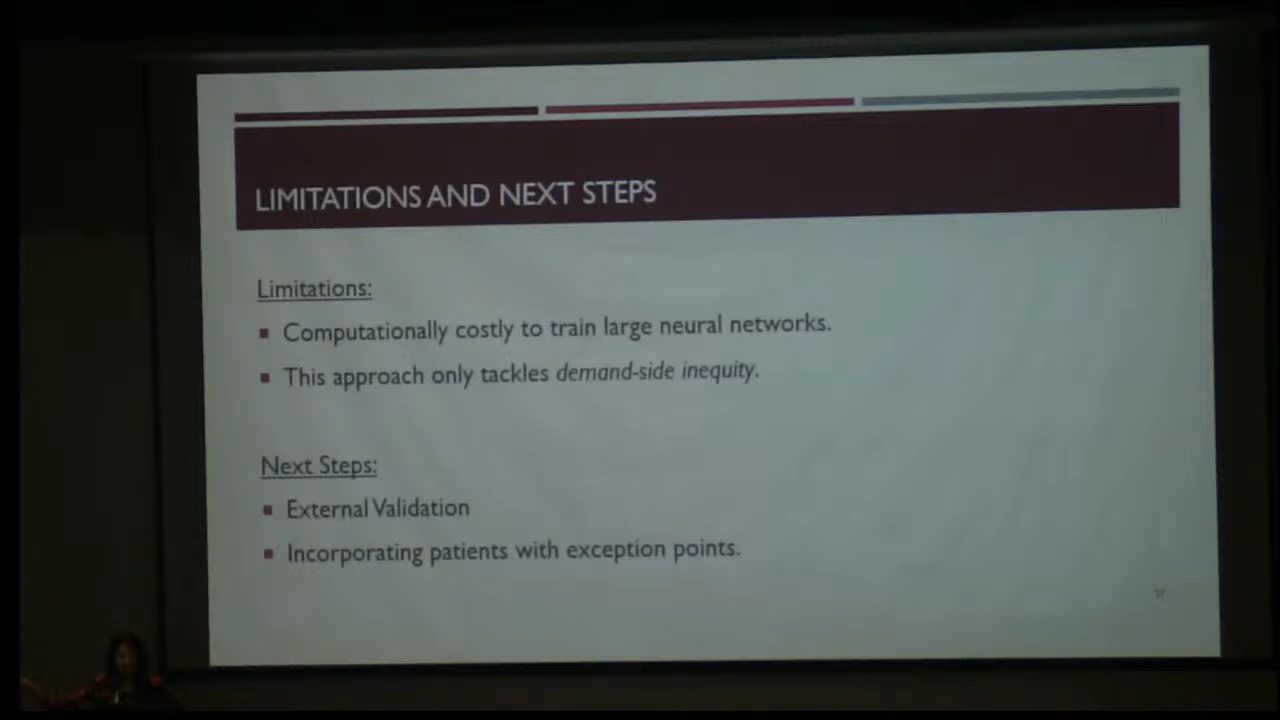 LIMITATIONS AND NEXT STEPS
Limitations:
Computationally costly to train large neural networks.
This approach only tackles demand-side inequity.
Next Steps:
External Validation
Incorporating patients with exception points.